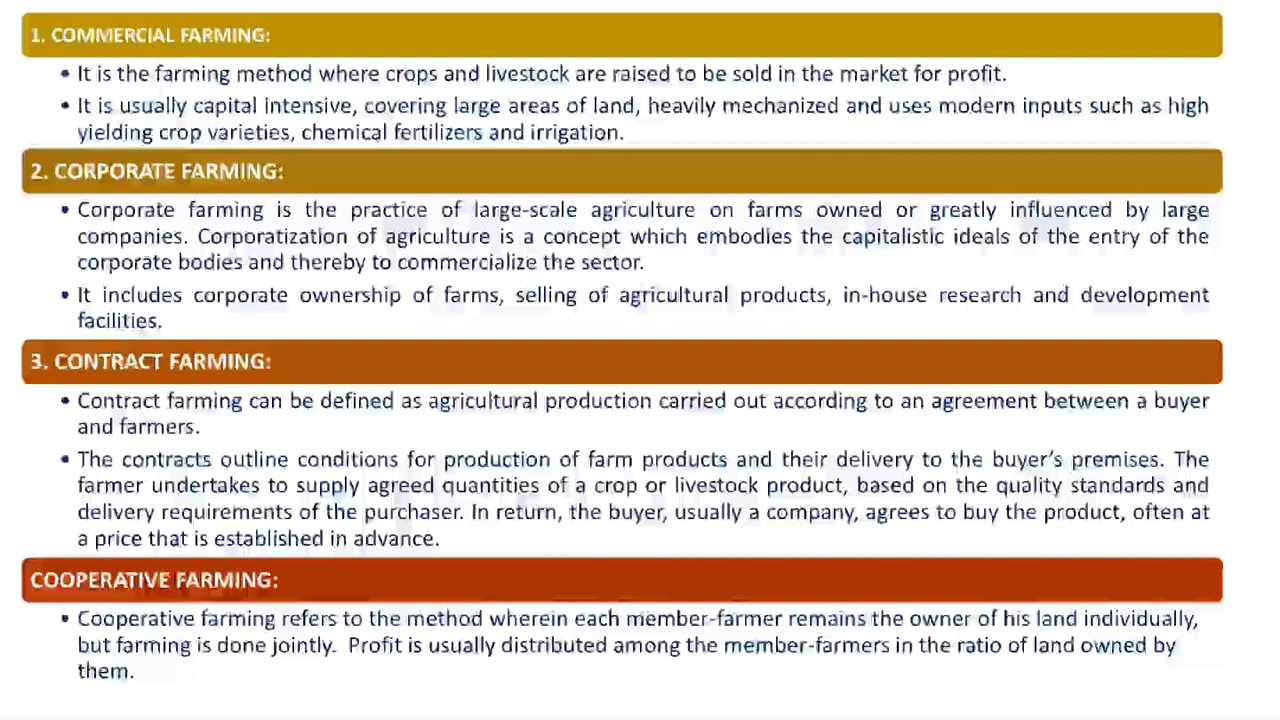 1. COMMERCIAL FARMING:
• It is the farming method where crops and livestock are raised to be sold in the market for profit.
• It is usually capital intensive, covering large areas of land, heavily mechanized and uses modern inputs such as high
yielding crop varieties, chemical fertilizers and irrigation.
2. CORPORATE FARMING:
• Corporate farming is the practice of large-scale agriculture on farms owned or greatly influenced by large
companies. Corporatization of agriculture is a concept which embodies the capitalistic ideals of the entry of the
corporate bodies and thereby to commercialize the sector.
• It includes corporate ownership of farms, selling of agricultural products, in-house research and development
facilities.
3. CONTRACT FARMING:
• Contract farming can be defined as agricultural production carried out according to an agreement between a buyer
and farmers.
• The contracts outline conditions for production of farm products and their delivery to the buyer's premises. The
farmer undertakes to supply agreed quantities of a crop or livestock product, based on the quality standards and
delivery requirements of the purchaser. In return, the buyer, usually a company, agrees to buy the product, often at
a price that is established in advance.
COOPERATIVE FARMING:
• Cooperative farming refers to the method wherein each member-farmer remains the owner of his land individually,
but farming is done jointly. Profit is usually distributed among the member-farmers in the ratio of land owned by
them.